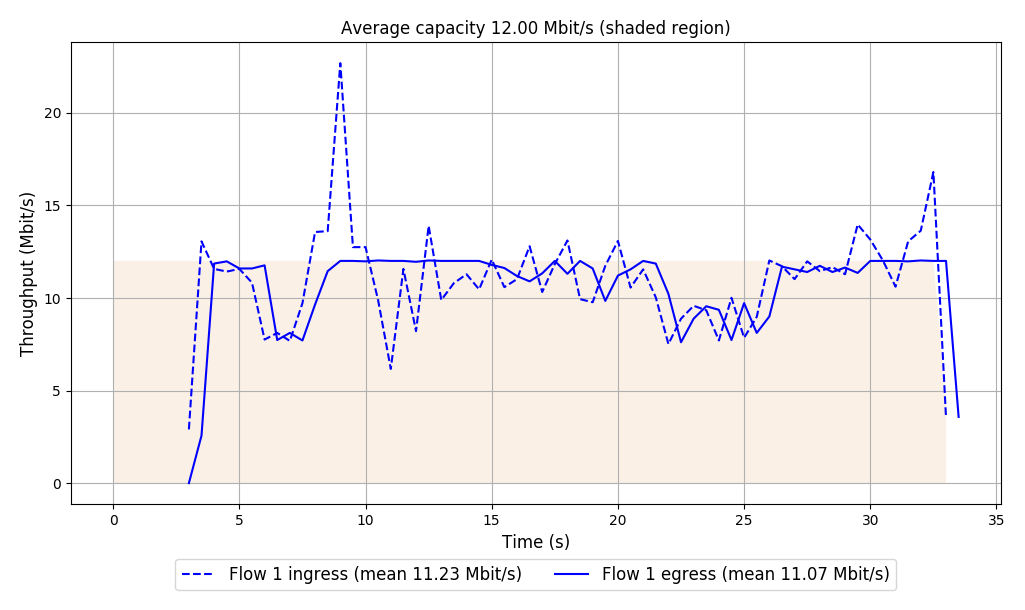 Average capacity 12.00 Mbit/s (shaded region)
Throughput (Mbit/s)
20
15
10
5
0
0 5 10 15 20 25 30 35
Time (s)
Flow 1 ingress (mean 11.23 Mbit/s) Flow 1 egress (mean 11.07 Mbit/s)